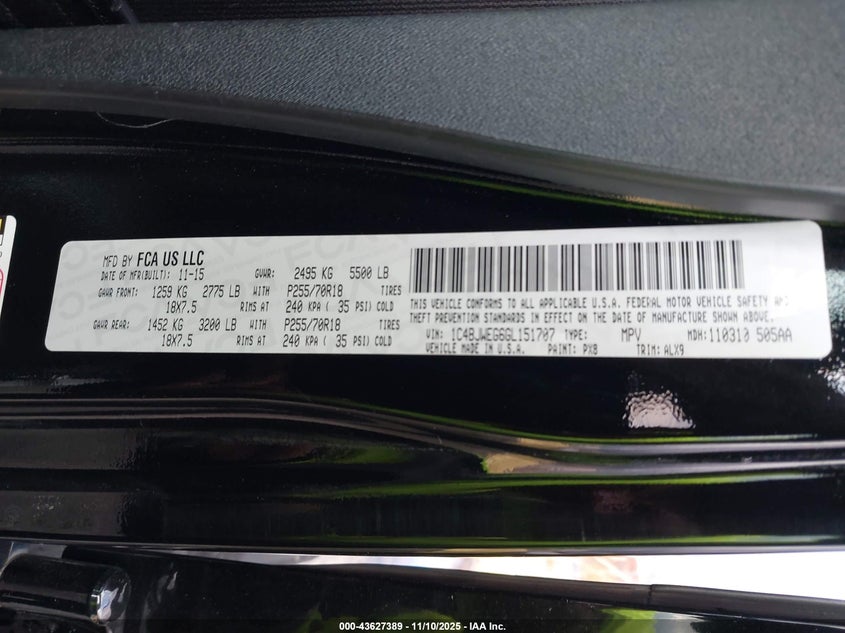 MFD BY FCA US LLC
DATE OF MFR(BUILT): 11-15 GVWR: 2495 KG 5500 LB
GAWR FRONT: 1259 KG 2775 LB WITH P255/70R18 TIRES
18X7.5 RIMS AT 240 KPA ( 35 PSI) COLD
GAWR REAR: 1452 KG 3200 LB WITH P255/70R18 TIRES
18X7.5 RIMS AT 240 KPA ( 35 PSI) COLD
THIS VEHICLE CONFORMS TO ALL APPLICABLE U.S.A. FEDERAL MOTOR VEHICLE SAFETY AND
THEFT PREVENTION STANDARDS IN EFFECT ON THE DATE OF MANUFACTURE SHOWN ABOVE.
VIN: 1C4BJWEG6GL151707 TYPE: MPV MDH: 110310 505AA
VEHICLE MADE IN U.S.A. PAINT: PX8 TRIM: ALX9
000-43627389 - 11/10/2025 - IAA Inc.